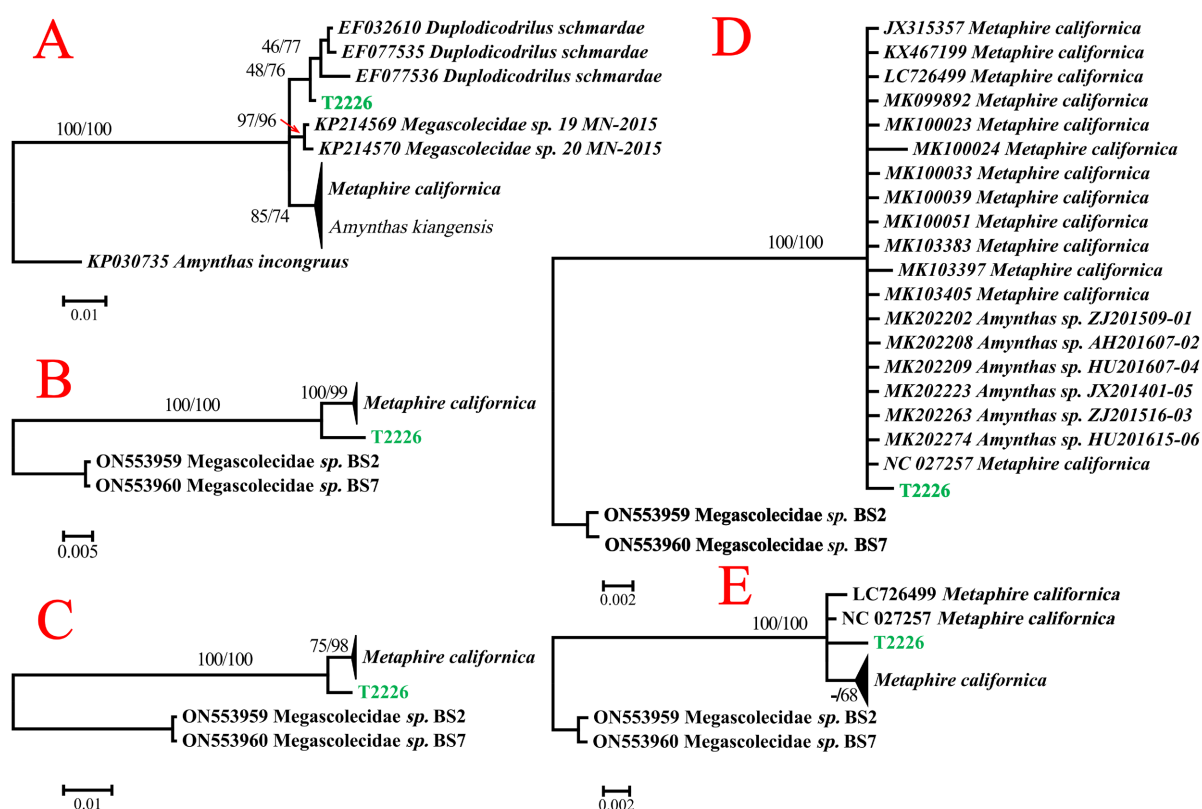 A
46/77
48/76
EF032610 Duplodicodrilus schmardae
EF077535 Duplodicodrilus schmardae
EF077536 Duplodicodrilus schmardae
T2226
97/96
100/100
KP214569 Megascolecidae sp. 19 MN-2015
KP214570 Megascolecidae sp. 20 MN-2015
Metaphire californica
85/74
Amynthas kiangensis
KP030735 Amynthas incongruus
0.01
B
100/99
100/100
Metaphire californica
T2226
ON553959 Megascolecidae sp. BS2
ON553960 Megascolecidae sp. BS7
0.005
C
75/98
100/100
Metaphire californica
T2226
ON553959 Megascolecidae sp. BS2
ON553960 Megascolecidae sp. BS7
0.01
D
JX315357 Metaphire californica
KX467199 Metaphire californica
LC726499 Metaphire californica
MK099892 Metaphire californica
MK100023 Metaphire californica
MK100024 Metaphire californica
MK100033 Metaphire californica
MK100039 Metaphire californica
MK100051 Metaphire californica
100/100
MK103383 Metaphire californica
MK103397 Metaphire californica
MK103405 Metaphire californica
MK202202 Amynthas sp. ZJ201509-01
MK202208 Amynthas sp. AH201607-02
MK202209 Amynthas sp. HU201607-04
MK202223 Amynthas sp. JX201401-05
MK202263 Amynthas sp. ZJ201516-03
MK202274 Amynthas sp. HU201615-06
NC 027257 Metaphire californica
T2226
ON553959 Megascolecidae sp. BS2
ON553960 Megascolecidae sp. BS7
0.002
E
LC726499 Metaphire californica
NC 027257 Metaphire californica
100/100
T2226
Metaphire californica
-/68
ON553959 Megascolecidae sp. BS2
ON553960 Megascolecidae sp. BS7
0.002